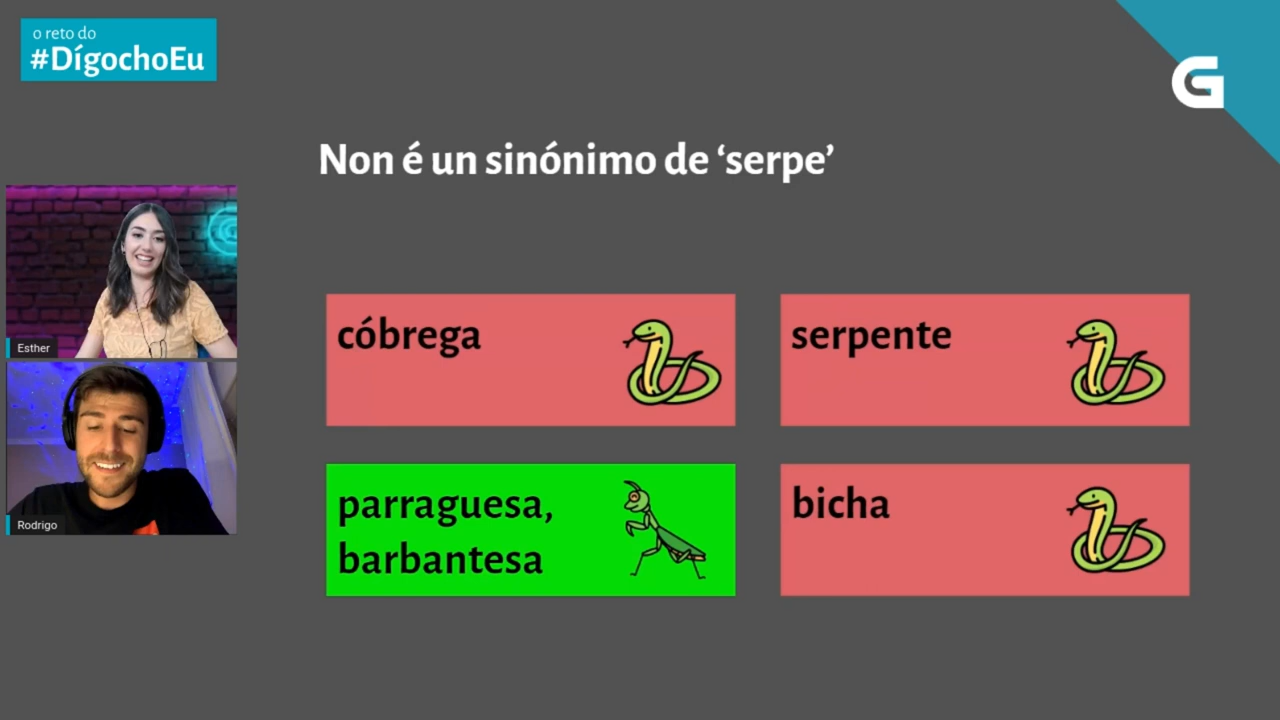 o reto do
#DígochoEu
Non é un sinónimo de ‘serpe’
Esther
Rodrigo
cóbrega
serpente
parraguesa,
barbantesa
bicha